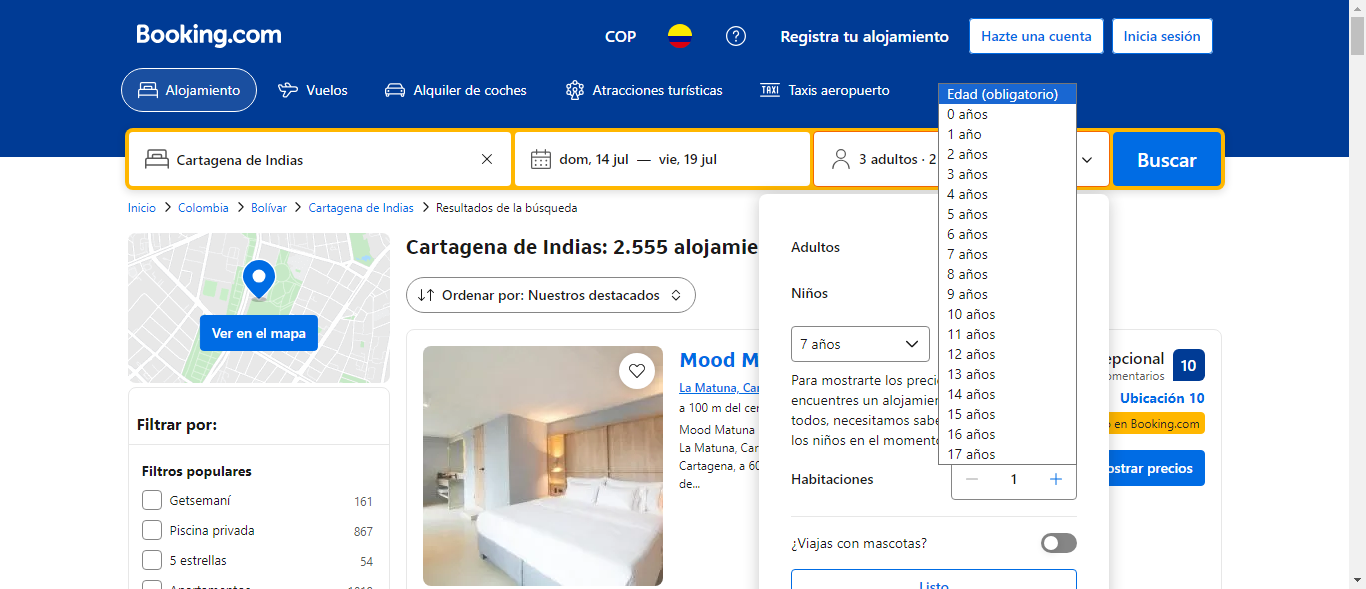 Booking.com
COP
Registra tu alojamiento
Hazte una cuenta
Inicia sesión
Alojamiento
Vuelos
Alquiler de coches
Atracciones turísticas
TAXI
Taxis aeropuerto
Cartagena de Indias
dom, 14 jul — vie, 19 jul
3 adultos · 2
Buscar
Edad (obligatorio)
0 años
1 año
2 años
3 años
4 años
5 años
6 años
7 años
8 años
9 años
10 años
11 años
12 años
13 años
14 años
15 años
16 años
17 años
Inicio > Colombia > Bolívar > Cartagena de Indias > Resultados de la búsqueda
Ver en el mapa
Filtrar por:
Filtros populares
Getsemaní 161
Piscina privada 867
5 estrellas 54
Cartagena de Indias: 2.555 alojamie
Ordenar por: Nuestros destacados
Mood M
La Matuna, Car
a 100 m del cen
Mood Matuna
La Matuna, Car
Cartagena, a 60
de...
Adultos
Niños
7 años
Para mostrarte los precio
encuentres un alojamien
todos, necesitamos sabe
los niños en el momento
Habitaciones
1
¿Viajas con mascotas?
Listo
epcional
omentarios
10
Ubicación 10
en Booking.com
ostrar precios